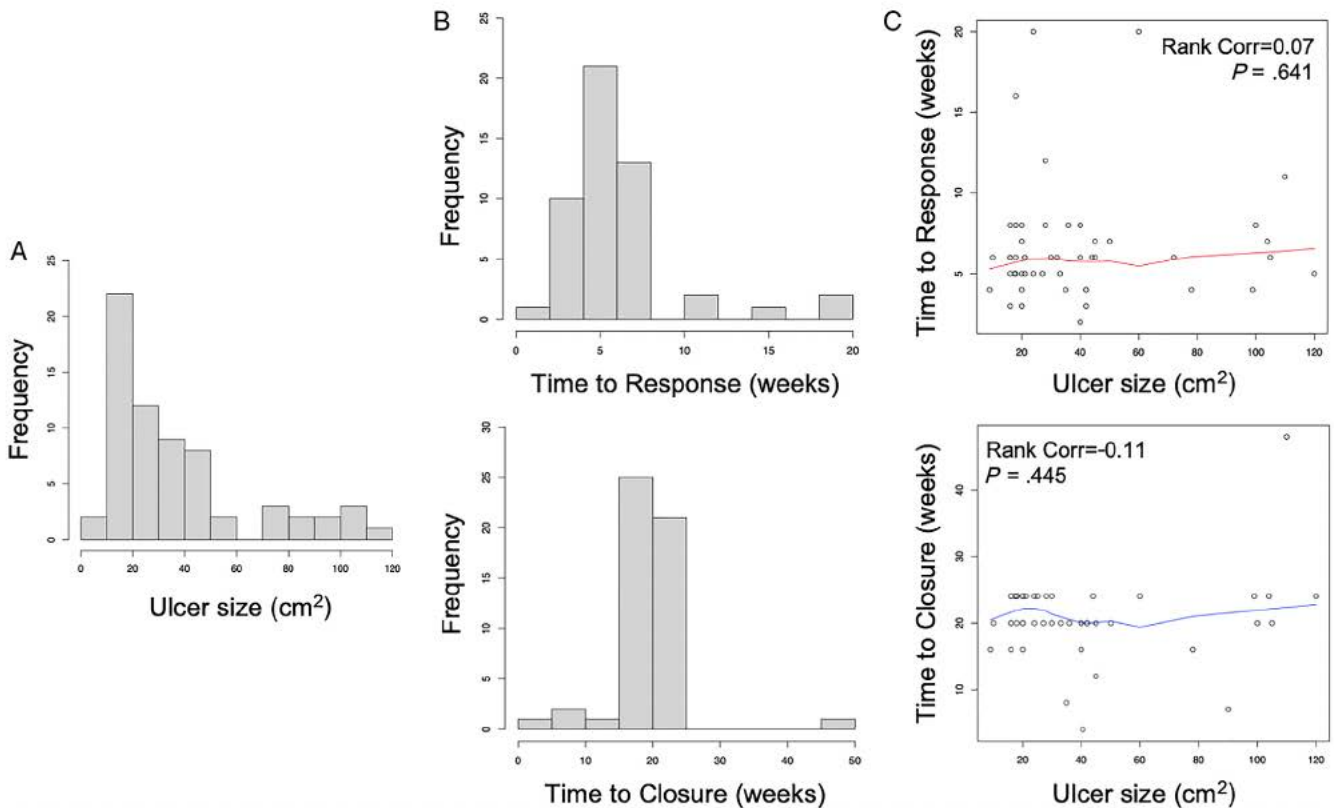 A
Frequency
25
20
15
10
5
0
0 20 40 60 80 100 120
Ulcer size (cm²)
B
Frequency
25
20
15
10
5
0
0 5 10 15 20
Time to Response (weeks)
Frequency
30
25
20
15
10
5
0
0 10 20 30 40 50
Time to Closure (weeks)
C
Time to Response (weeks)
20
15
10
5
Rank Corr=0.07
P = .641
20 40 60 80 100 120
Ulcer size (cm²)
Time to Closure (weeks)
40
30
20
10
Rank Corr=-0.11
P = .445
20 40 60 80 100 120
Ulcer size (cm²)